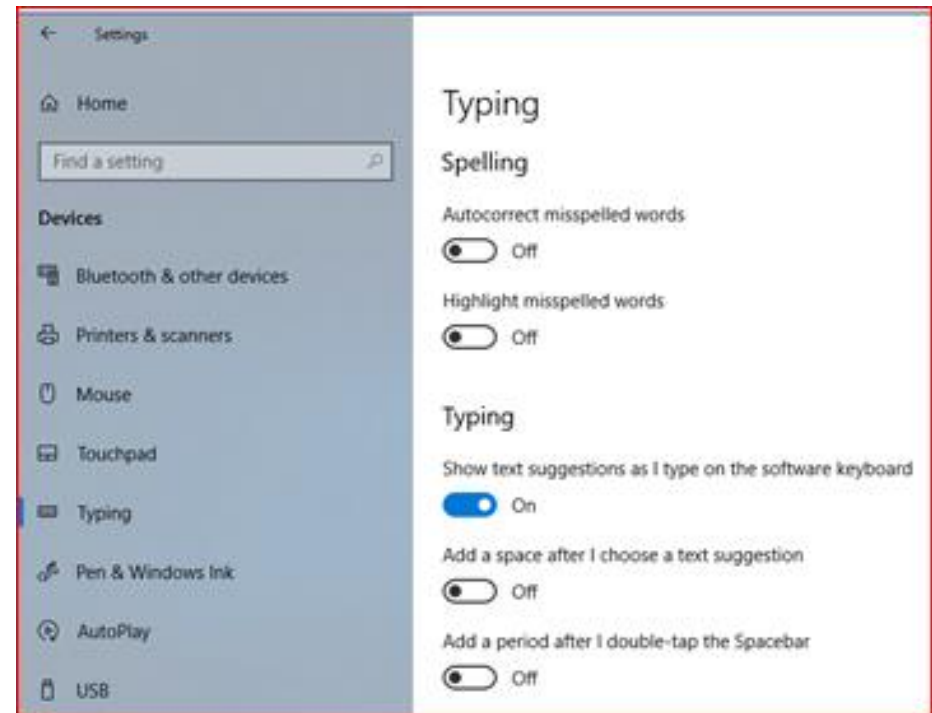 Settings
Home
Find a setting
Devices
Bluetooth & other devices
Printers & scanners
Mouse
Touchpad
Typing
Pen & Windows Ink
AutoPlay
USB
Typing
Spelling
Autocorrect misspelled words
Off
Highlight misspelled words
Off
Typing
Show text suggestions as I type on the software keyboard
On
Add a space after I choose a text suggestion
Off
Add a period after I double-tap the Spacebar
Off